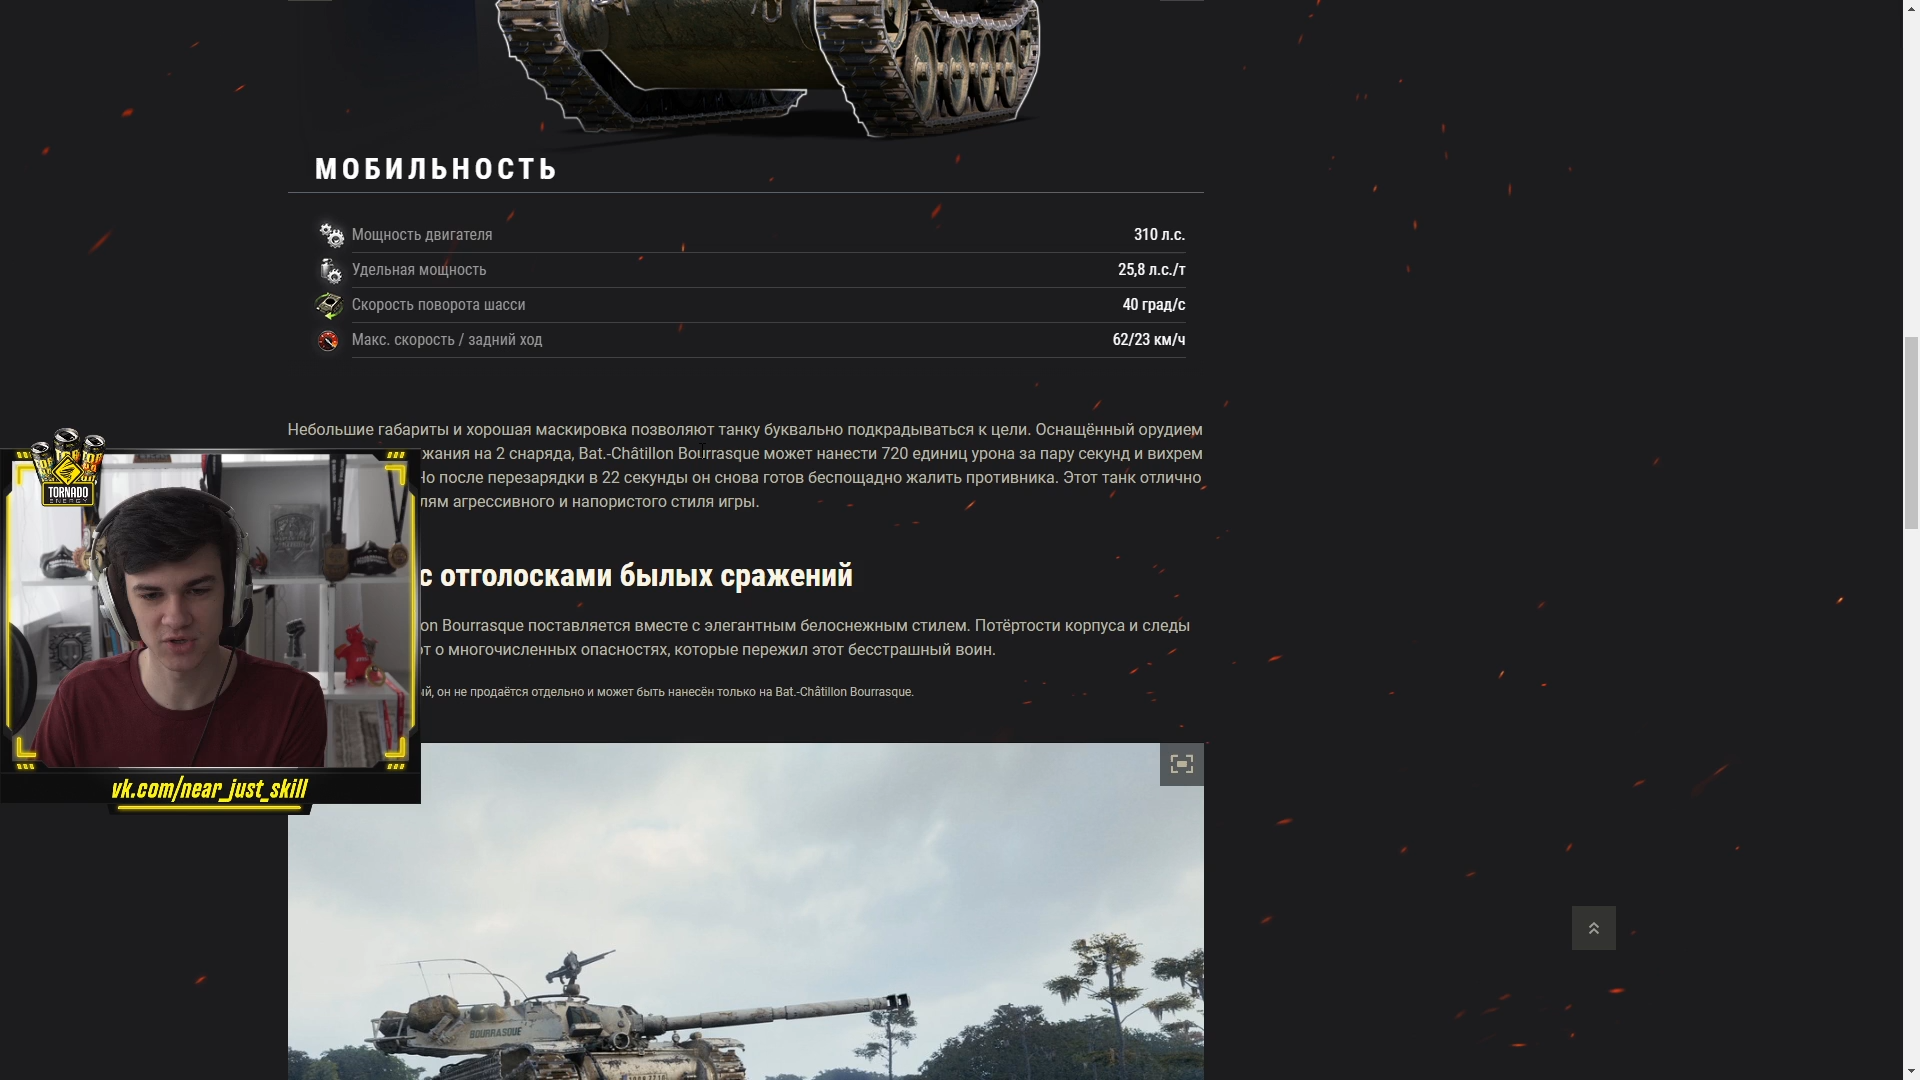 МОБИЛЬНОСТЬ
Мощность двигателя 310 л.с.
Удельная мощность 25,8 л.с./т
Скорость поворота шасси 40 град/с
Макс. скорость / задний ход 62/23 км/ч
Небольшие габариты и хорошая маскировка позволяют танку буквально подкрадываться к цели. Оснащённый орудием
на 2 снаряда, Bat.-Châtillon Bourrasque может нанести 720 единиц урона за пару секунд и вихрем
Но после перезарядки в 22 секунды он снова готов беспощадно жалить противника. Этот танк отлично
агрессивного и напористого стиля игры.
с отголосками былых сражений
Bourrasque поставляется вместе с элегантным белоснежным стилем. Потёртости корпуса и следы
о многочисленных опасностях, которые пережил этот бесстрашный воин.
он не продаётся отдельно и может быть нанесён только на Bat.-Châtillon Bourrasque.
TORNADO
ENERGY
vk.com/near_just_skill
BOURRASQUE